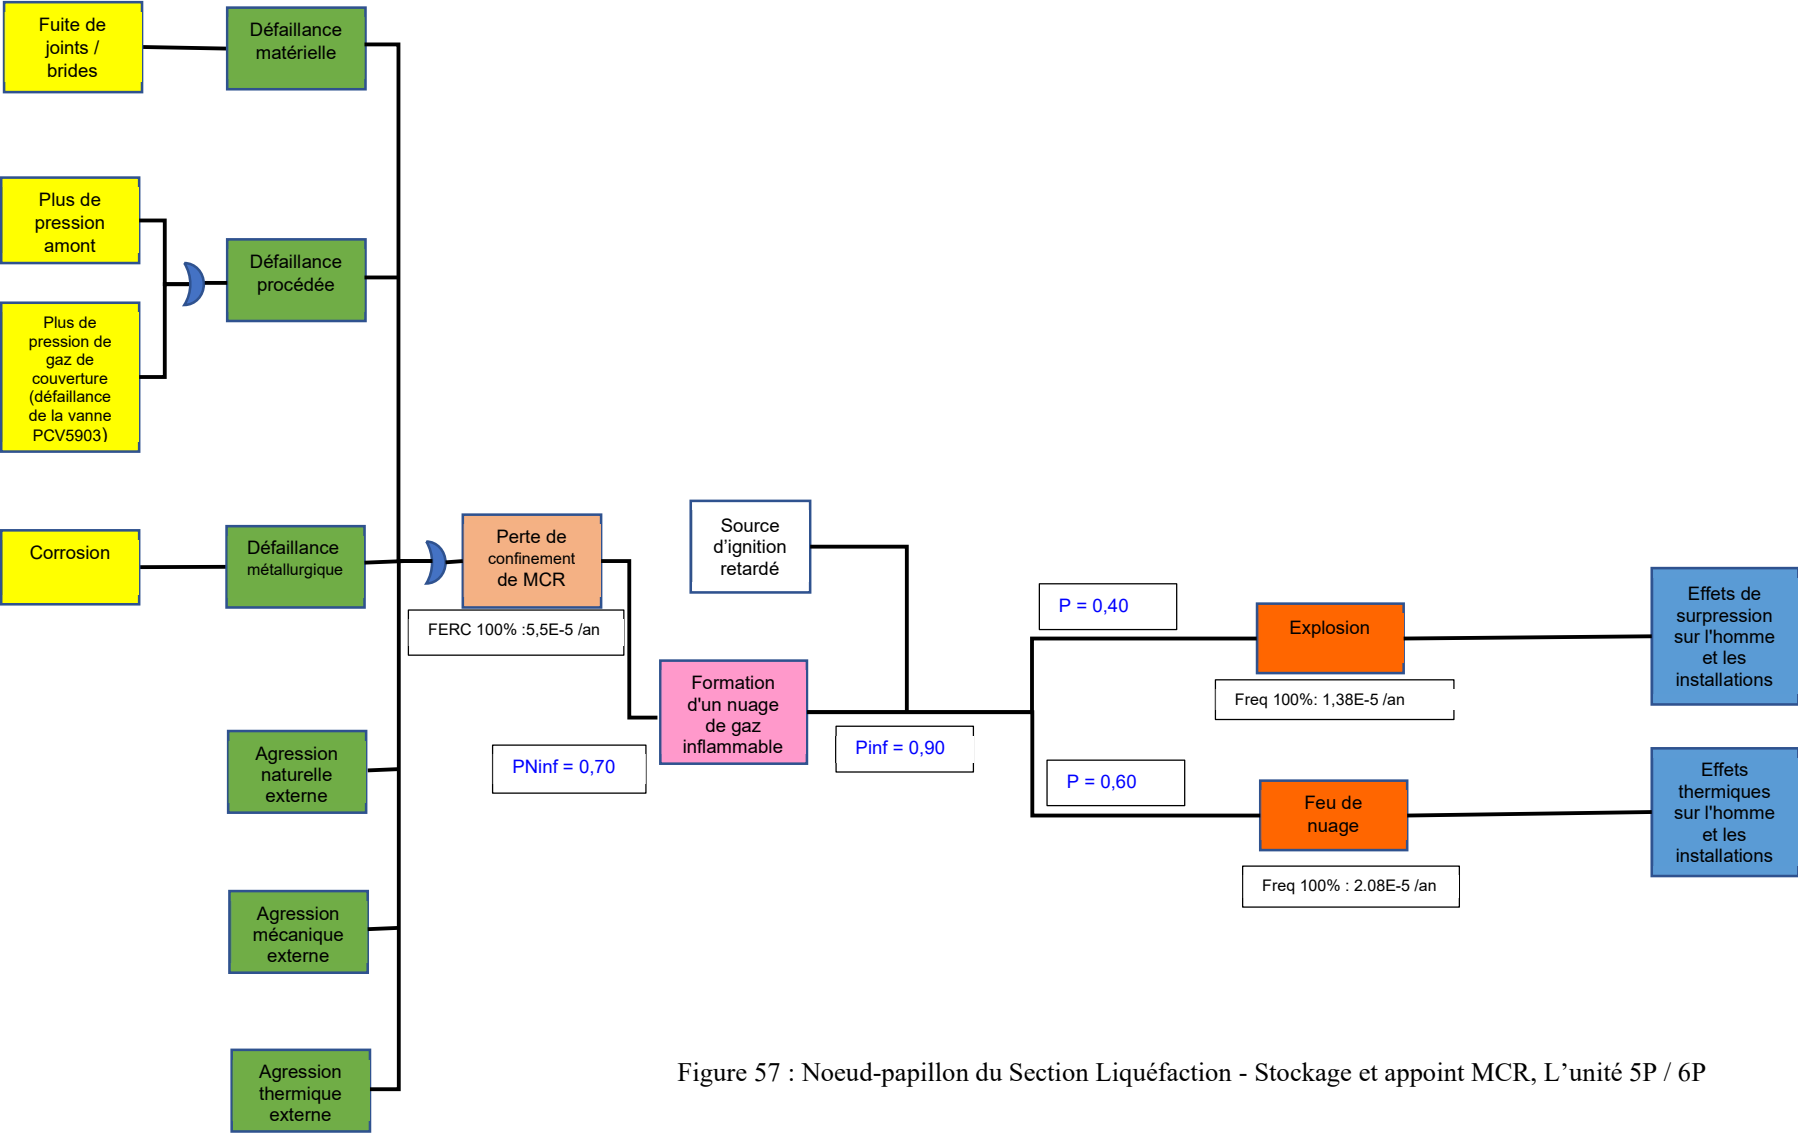 Fuite de
joints /
brides
Défaillance
matérielle
Plus de
pression
amont
Défaillance
procédée
Plus de
pression de
gaz de
couverture
(défaillance
de la vanne
PCV5903)
Corrosion
Défaillance
métallurgique
Perte de
confinement
de MCR
FERC 100% :5,5E-5 /an
Source
d’ignition
retardé
P = 0,40
Explosion
Freq 100%: 1,38E-5 /an
Effets de
surpression
sur l'homme
et les
installations
Formation
d'un nuage
de gaz
inflammable
PNinf = 0,70
Pinf = 0,90
P = 0,60
Feu de
nuage
Freq 100% : 2.08E-5 /an
Effets
thermiques
sur l'homme
et les
installations
Agression
naturelle
externe
Agression
mécanique
externe
Agression
thermique
externe
Figure 57 : Noeud-papillon du Section Liquéfaction - Stockage et appoint MCR, L’unité 5P / 6P